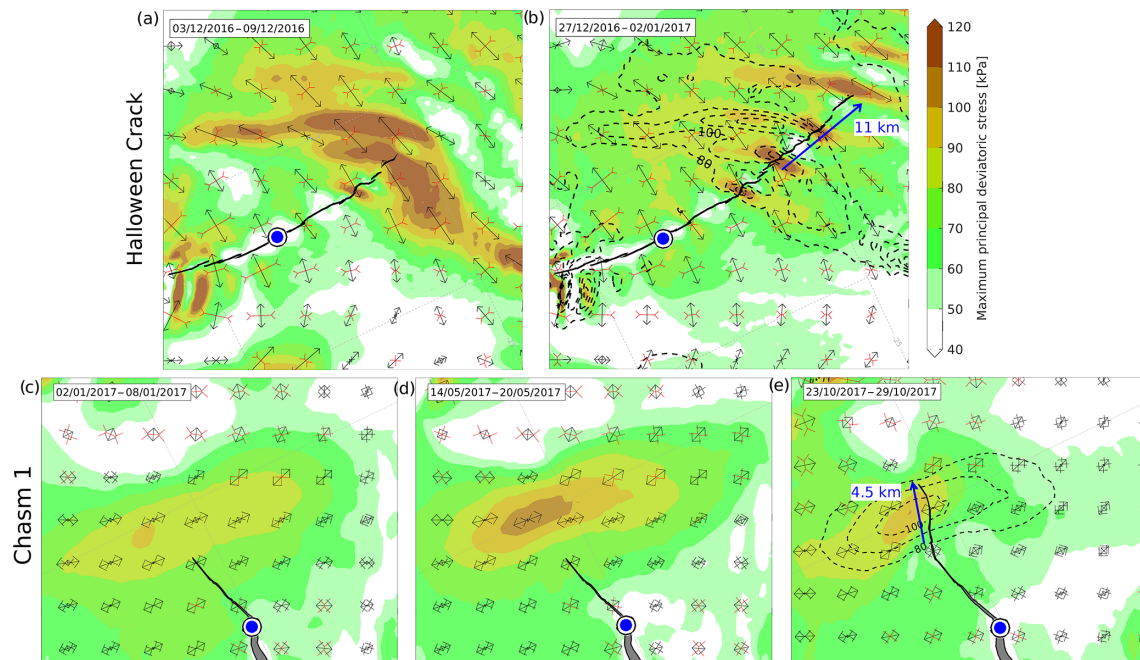 (a)
03/12/2016−09/12/2016
(b)
27/12/2016−02/01/2017
Halloween Crack
100
80
11 km
120
110
100
90
80
70
60
50
40
Maximum principal deviatoric stress [kPa]
(c)
02/01/2017−08/01/2017
(d)
14/05/2017−20/05/2017
(e)
23/10/2017−29/10/2017
Chasm 1
4.5 km
100
80